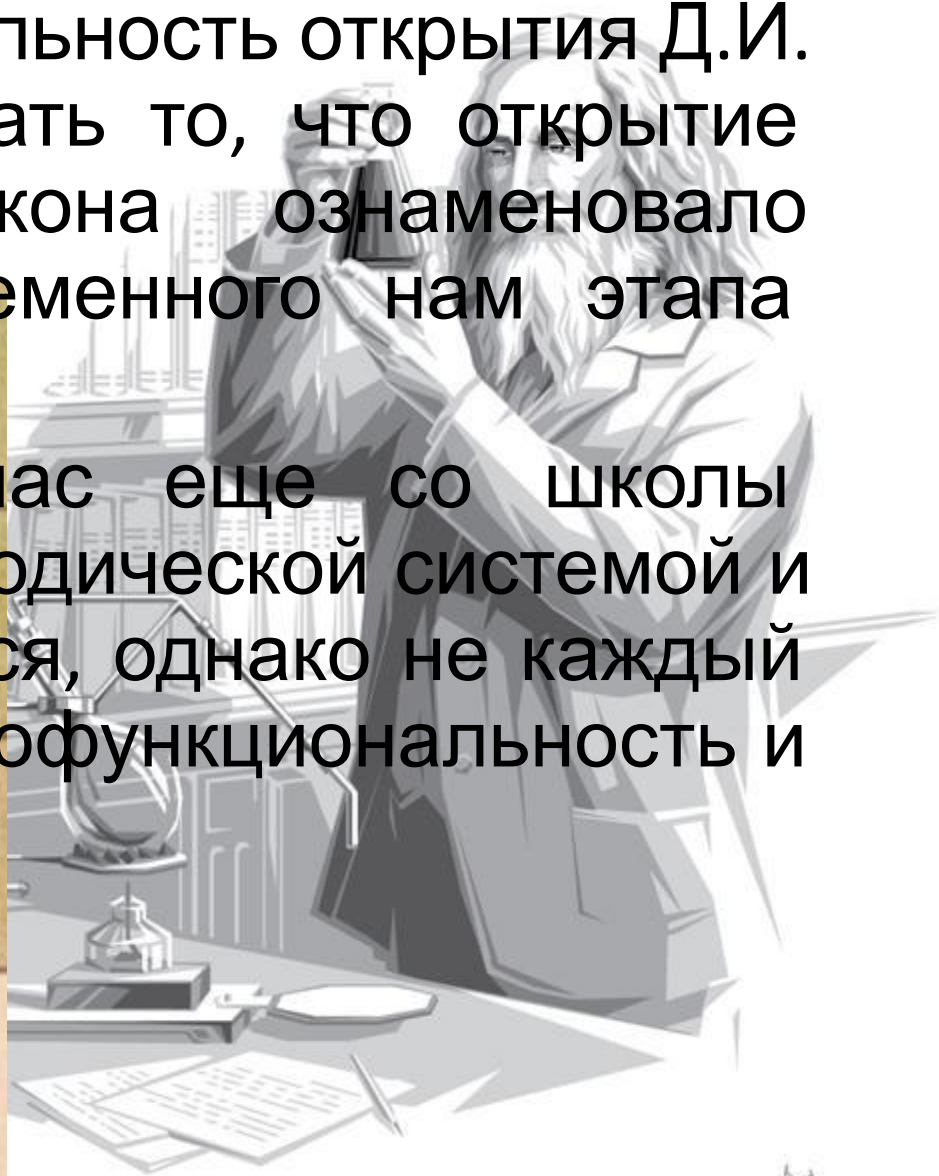 льность открытия Д.И.
ать то, что открытие
кона ознаменовало
еменного нам этапа
нас еще со школы
одической системой и
ся, однако не каждый
офункциональность и